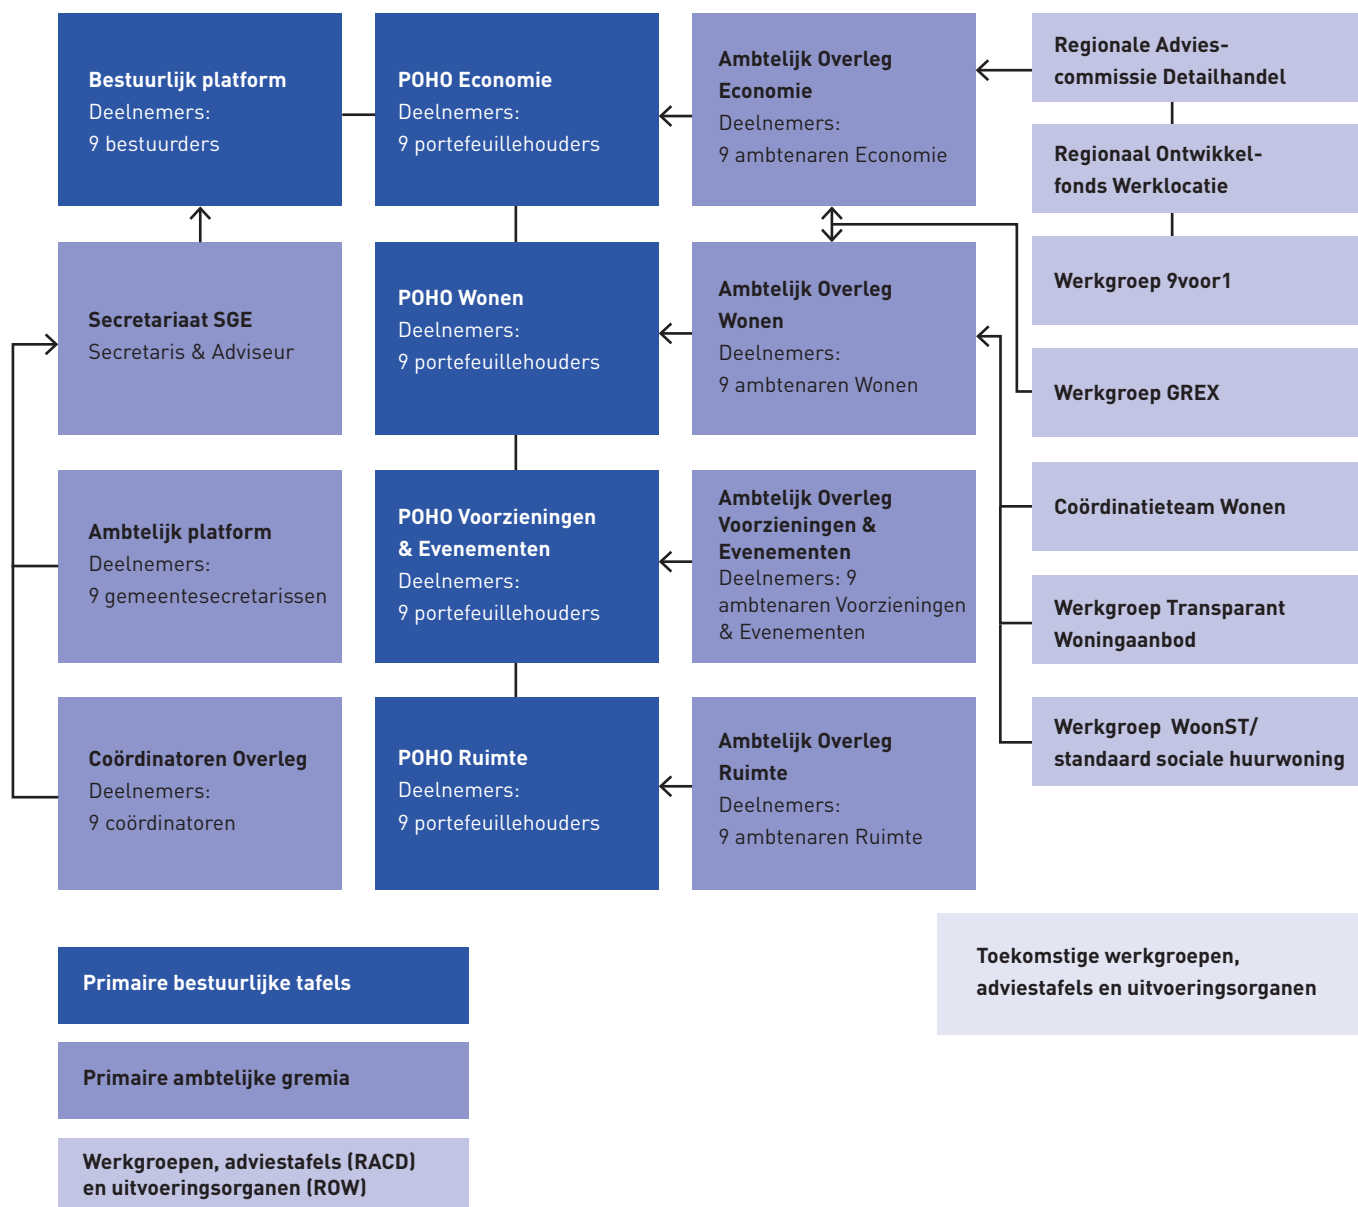 Bestuurlijk platform
Deelnemers:
9 bestuurders
POHO Economie
Deelnemers:
9 portefeuillehouders
Ambtelijk Overleg
Economie
Deelnemers:
9 ambtenaren Economie
Regionale Advies-
commissie Detailhandel
Regionaal Ontwikkel-
fonds Werklocatie
Secretariaat SGE
Secretaris & Adviseur
POHO Wonen
Deelnemers:
9 portefeuillehouders
Ambtelijk Overleg
Wonen
Deelnemers:
9 ambtenaren Wonen
Werkgroep 9voor1
Werkgroep GREX
Ambtelijk platform
Deelnemers:
9 gemeentesecretarissen
POHO Voorzieningen
& Evenementen
Deelnemers:
9 portefeuillehouders
Ambtelijk Overleg
Voorzieningen &
Evenementen
Deelnemers: 9
ambtenaren Voorzieningen
& Evenementen
Coördinatieteam Wonen
Werkgroep Transparant
Woningaanbod
Coördinatoren Overleg
Deelnemers:
9 coördinatoren
POHO Ruimte
Deelnemers:
9 portefeuillehouders
Ambtelijk Overleg
Ruimte
Deelnemers:
9 ambtenaren Ruimte
Werkgroep WoonST/
standaard sociale huurwoning
Toekomstige werkgroepen,
adviestafels en uitvoeringsorganen
Primaire bestuurlijke tafels
Primaire ambtelijke gremia
Werkgroepen, adviestafels (RACD)
en uitvoeringsorganen (ROW)